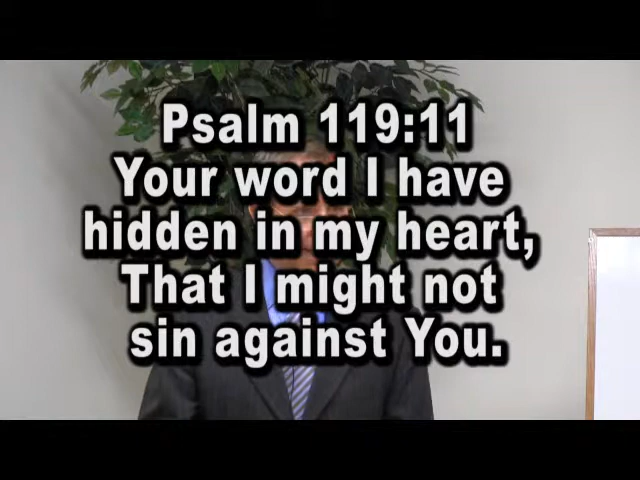 Psalm 119:11
Your word I have
hidden in my heart,
That I might not
sin against You.